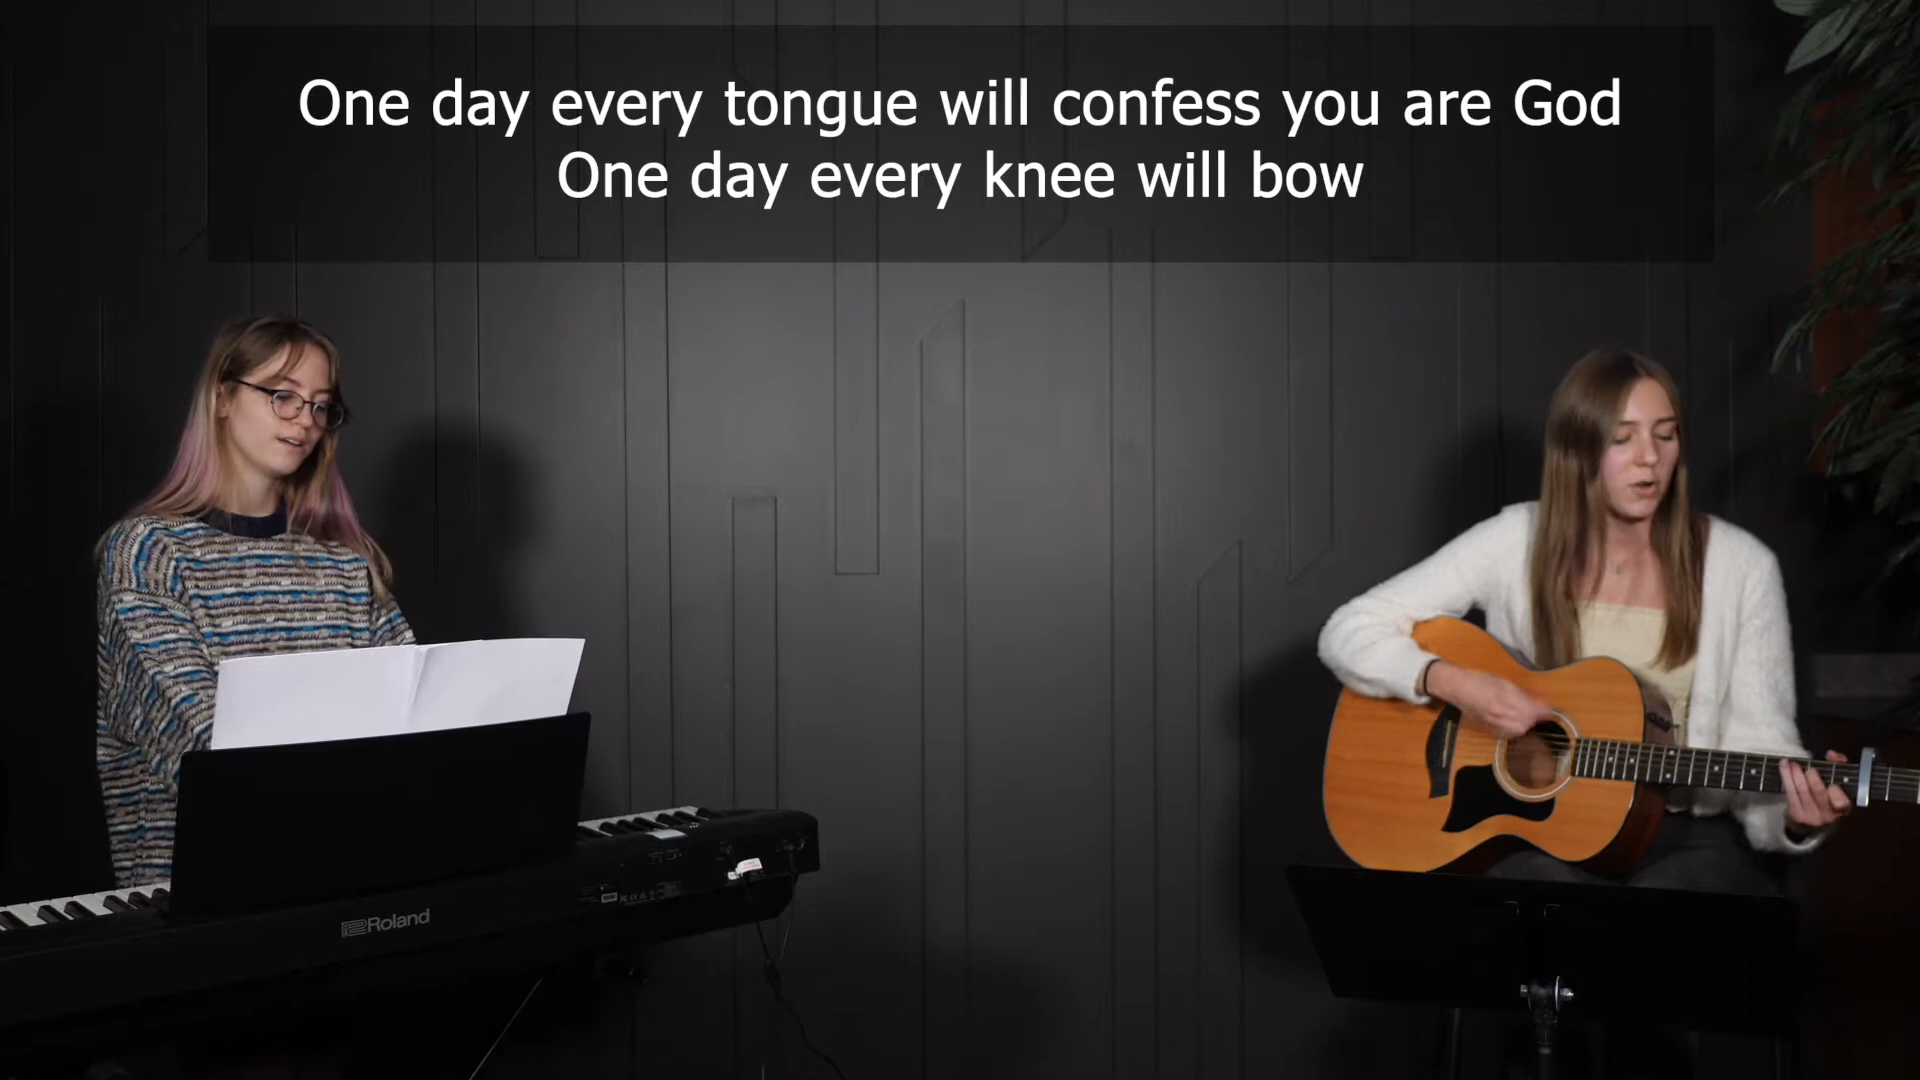 One day every tongue will confess you are God
One day every knee will bow
Roland